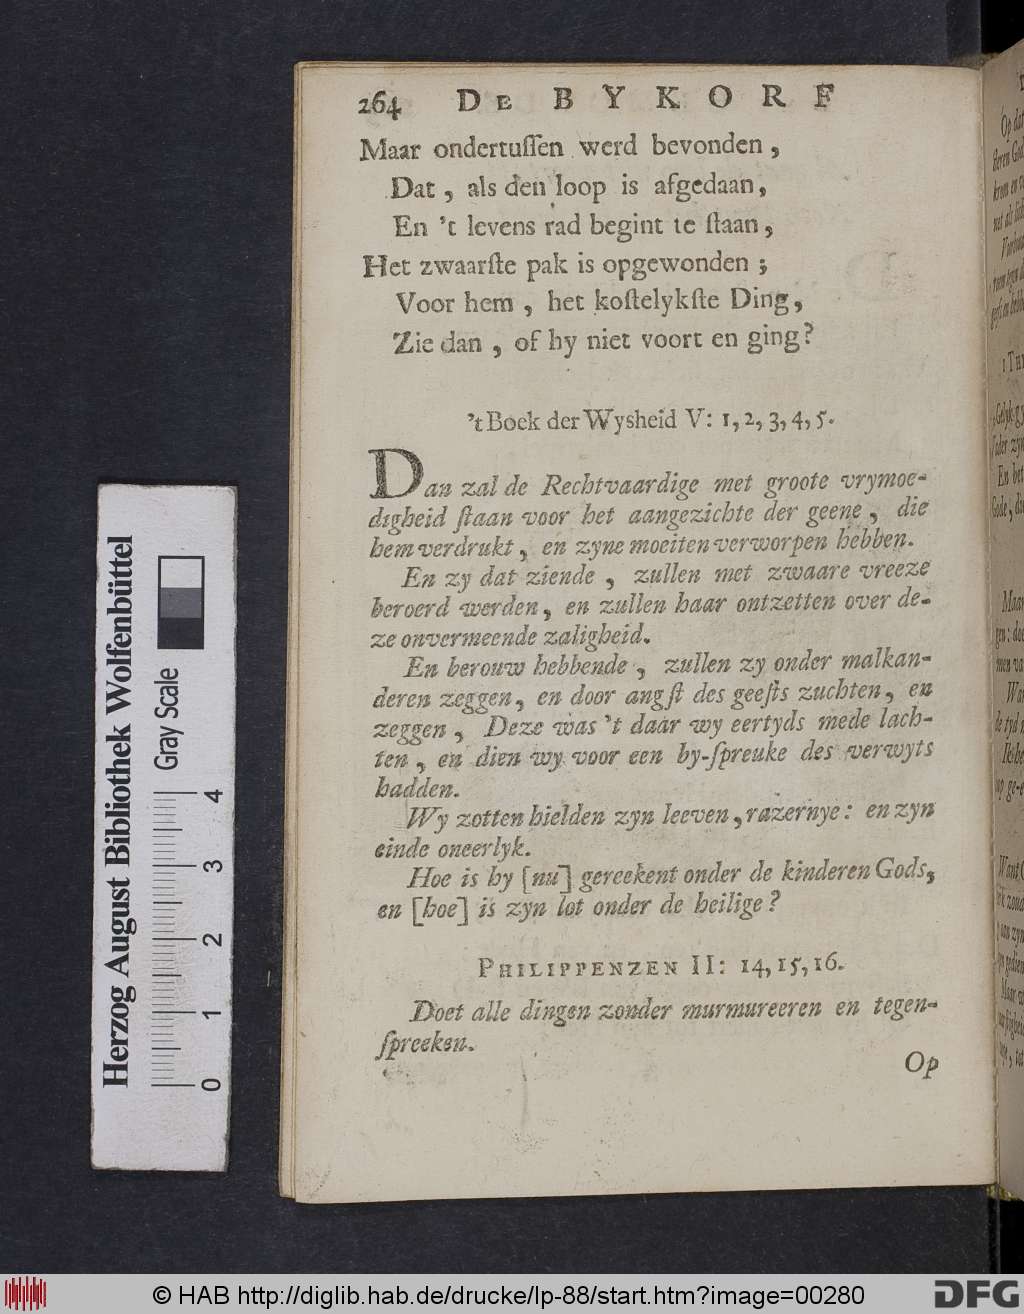 264 DE BYKORF
Maar ondertuſſen werd bevonden,
Dat, als den loop is afgedaan,
En 't levens rad begint te ſtaan,
Het zwaarſte pak is opgewonden;
Voor hem, het koſtelykſte Ding,
Zie dan, of hy niet voort en ging?
't Boek der Wysheid V: 1, 2, 3, 4, 5.
Dan zal de Rechtvaardige met groote vrymoe-
digheid ſtaan voor het aangezichte der geene, die
hem verdrukt, en zyne moeiten verworpen hebben.
En zy dat ziende, zullen met zwaare vreeze
beroerd werden, en zullen haar ontzetten over de-
ze onvermeende zaligheid.
En berouw hebbende, zullen zy onder malkan-
deren zeggen, en door angſt des geeſts zuchten, en
zeggen, Deze was 't daar wy eertyds mede lach-
ten, en dien wy voor een by-ſpreuke des verwyts
hadden.
Wy zotten hielden zyn leeven, razernye: en zyn
einde oneerlyk.
Hoe is hy [nu] gereekent onder de kinderen Gods,
en [hoe] is zyn lot onder de heilige?
PHILIPPENZEN II: 14, 15, 16.
Doet alle dingen zonder murmureeren en tegen-
ſpreeken.
Op
Herzog August Bibliothek Wolfenbüttel
Gray Scale
0 1 2 3 4
© HAB http://diglib.hab.de/drucke/lp-88/start.htm?image=00280
DFG